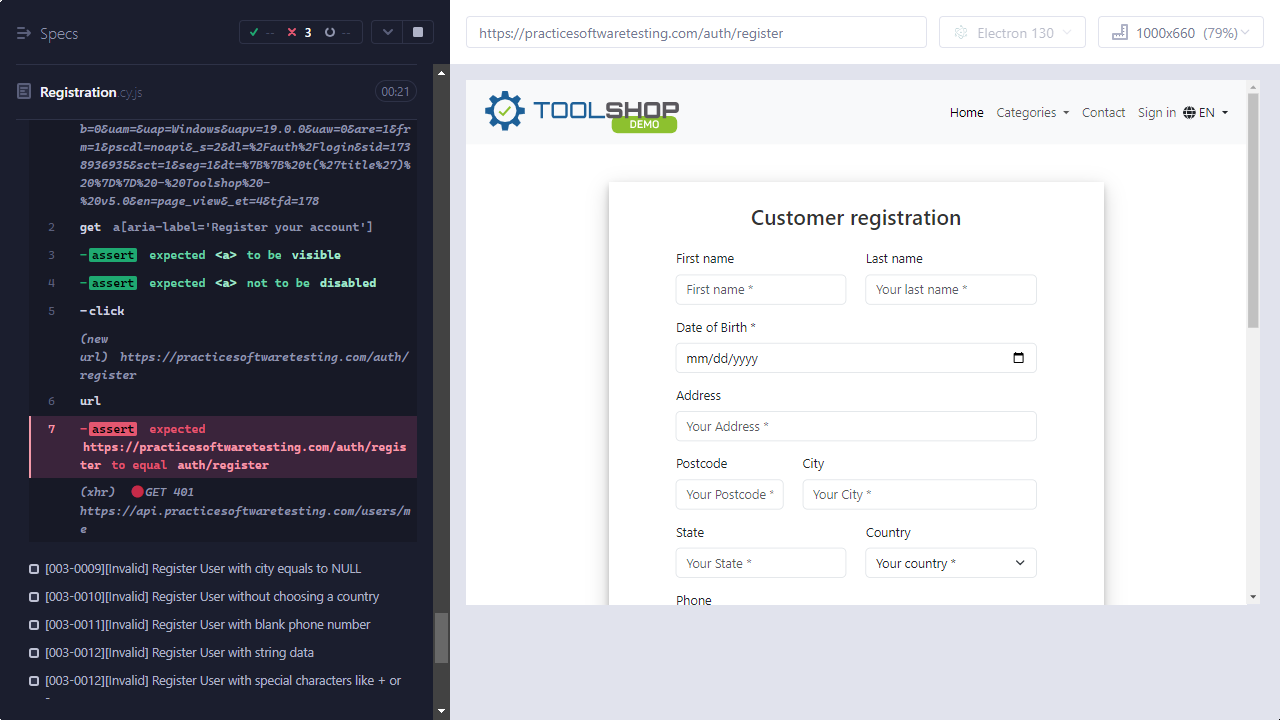 Specs
-- 3 --
Registration.cy.js
00:21
b=0&uam=&uap=Windows&uapv=19.0.0&uaw=0&are=1&fr
m=1&pscdl=noapi&_s=2&dl=%2Fauth%2Flogin&sid=173
8936935&sct=1&seg=1&dt=%7B%7B%20t(%27title%27)%
20%7D%7D%20-%20Toolshop%20-
%20v5.0&en=page_view&_et=4&tfd=178
2 get a[aria-label='Register your account']
3 -assert expected <a> to be visible
4 -assert expected <a> not to be disabled
5 -click
(new
url) https://practicesoftwaretesting.com/auth/
register
6 url
7 -assert expected
https://practicesoftwaretesting.com/auth/regis
ter to equal auth/register
(xhr) GET 401
https://api.practicesoftwaretesting.com/users/m
e
[003-0009][Invalid] Register User with city equals to NULL
[003-0010][Invalid] Register User without choosing a country
[003-0011][Invalid] Register User with blank phone number
[003-0012][Invalid] Register User with string data
[003-0012][Invalid] Register User with special characters like + or
-
https://practicesoftwaretesting.com/auth/register
Electron 130
1000x660 (79%)
TOOLSHOP
DEMO
Home Categories Contact Sign in EN
Customer registration
First name Last name
First name * Your last name *
Date of Birth *
mm/dd/yyyy
Address
Your Address *
Postcode City
Your Postcode * Your City *
State Country
Your State * Your country *
Phone